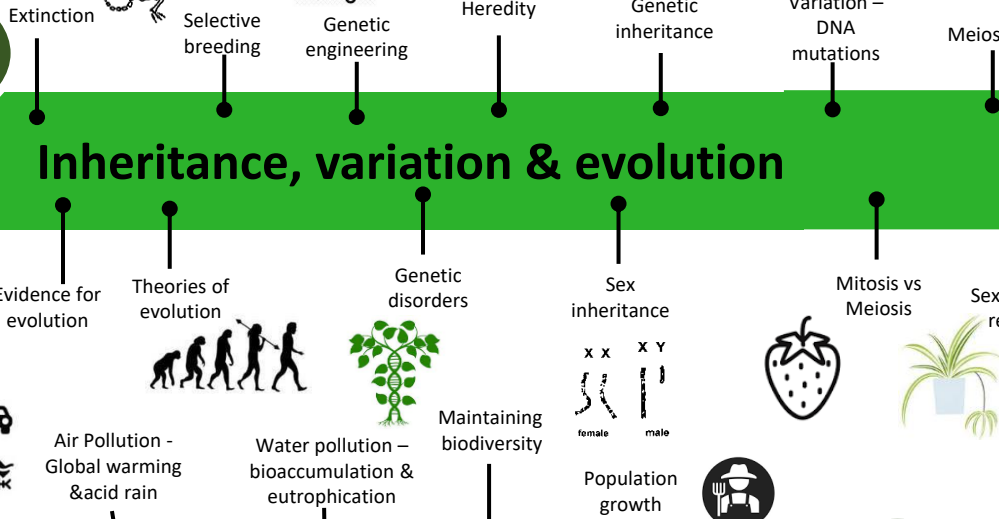 Extinction
Selective
breeding
Genetic
engineering
Heredity
Genetic
inheritance
Variation –
DNA
mutations
Inheritance, variation & evolution
Evidence for
evolution
Theories of
evolution
Genetic
disorders
Sex
inheritance
Mitosis vs
Meiosis
X X
X Y
female
male
Air Pollution -
Global warming
&acid rain
Water pollution –
bioaccumulation &
eutrophication
Maintaining
biodiversity
Population
growth